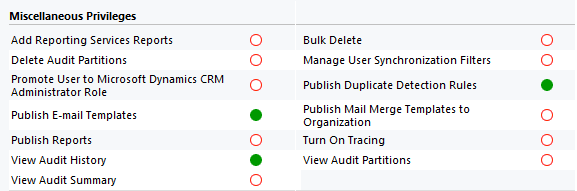 Miscellaneous Privileges
Add Reporting Services Reports
Bulk Delete
Delete Audit Partitions
Manage User Synchronization Filters
Promote User to Microsoft Dynamics CRM
Administrator Role
Publish Duplicate Detection Rules
Publish E-mail Templates
Publish Mail Merge Templates to
Organization
Publish Reports
Turn On Tracing
View Audit History
View Audit Partitions
View Audit Summary